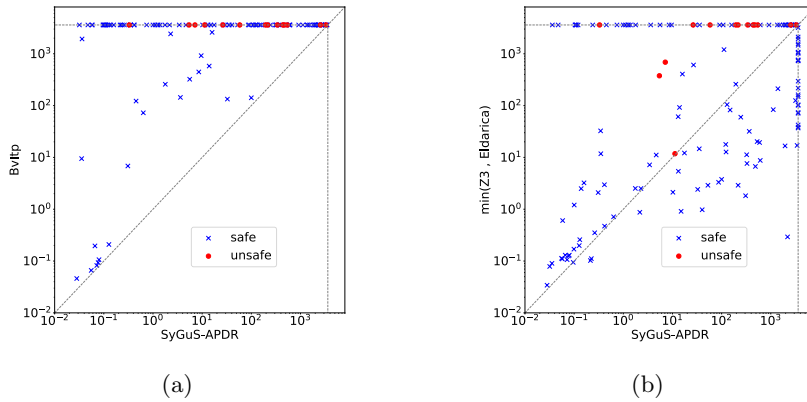 10³
10²
10¹
10⁰
10⁻¹
10⁻²
BvItp
safe
unsafe
10⁻² 10⁻¹ 10⁰ 10¹ 10² 10³
SyGuS-APDR
(a)
10³
10²
10¹
10⁰
10⁻¹
10⁻²
min(Z3 , Eldarica)
safe
unsafe
10⁻² 10⁻¹ 10⁰ 10¹ 10² 10³
SyGuS-APDR
(b)